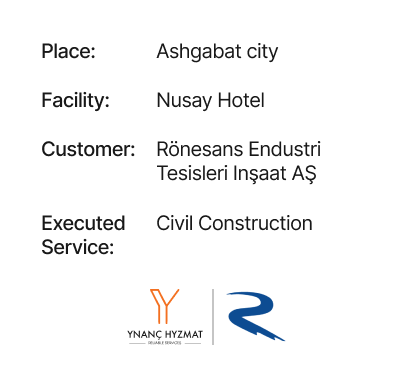 Place: Ashgabat city
Facility: Nusay Hotel
Customer: Rönesans Endustri
Tesisleri Inşaat AŞ
Executed Civil Construction
Service:
YNANÇ HYZMAT
RELIABLE SERVICES